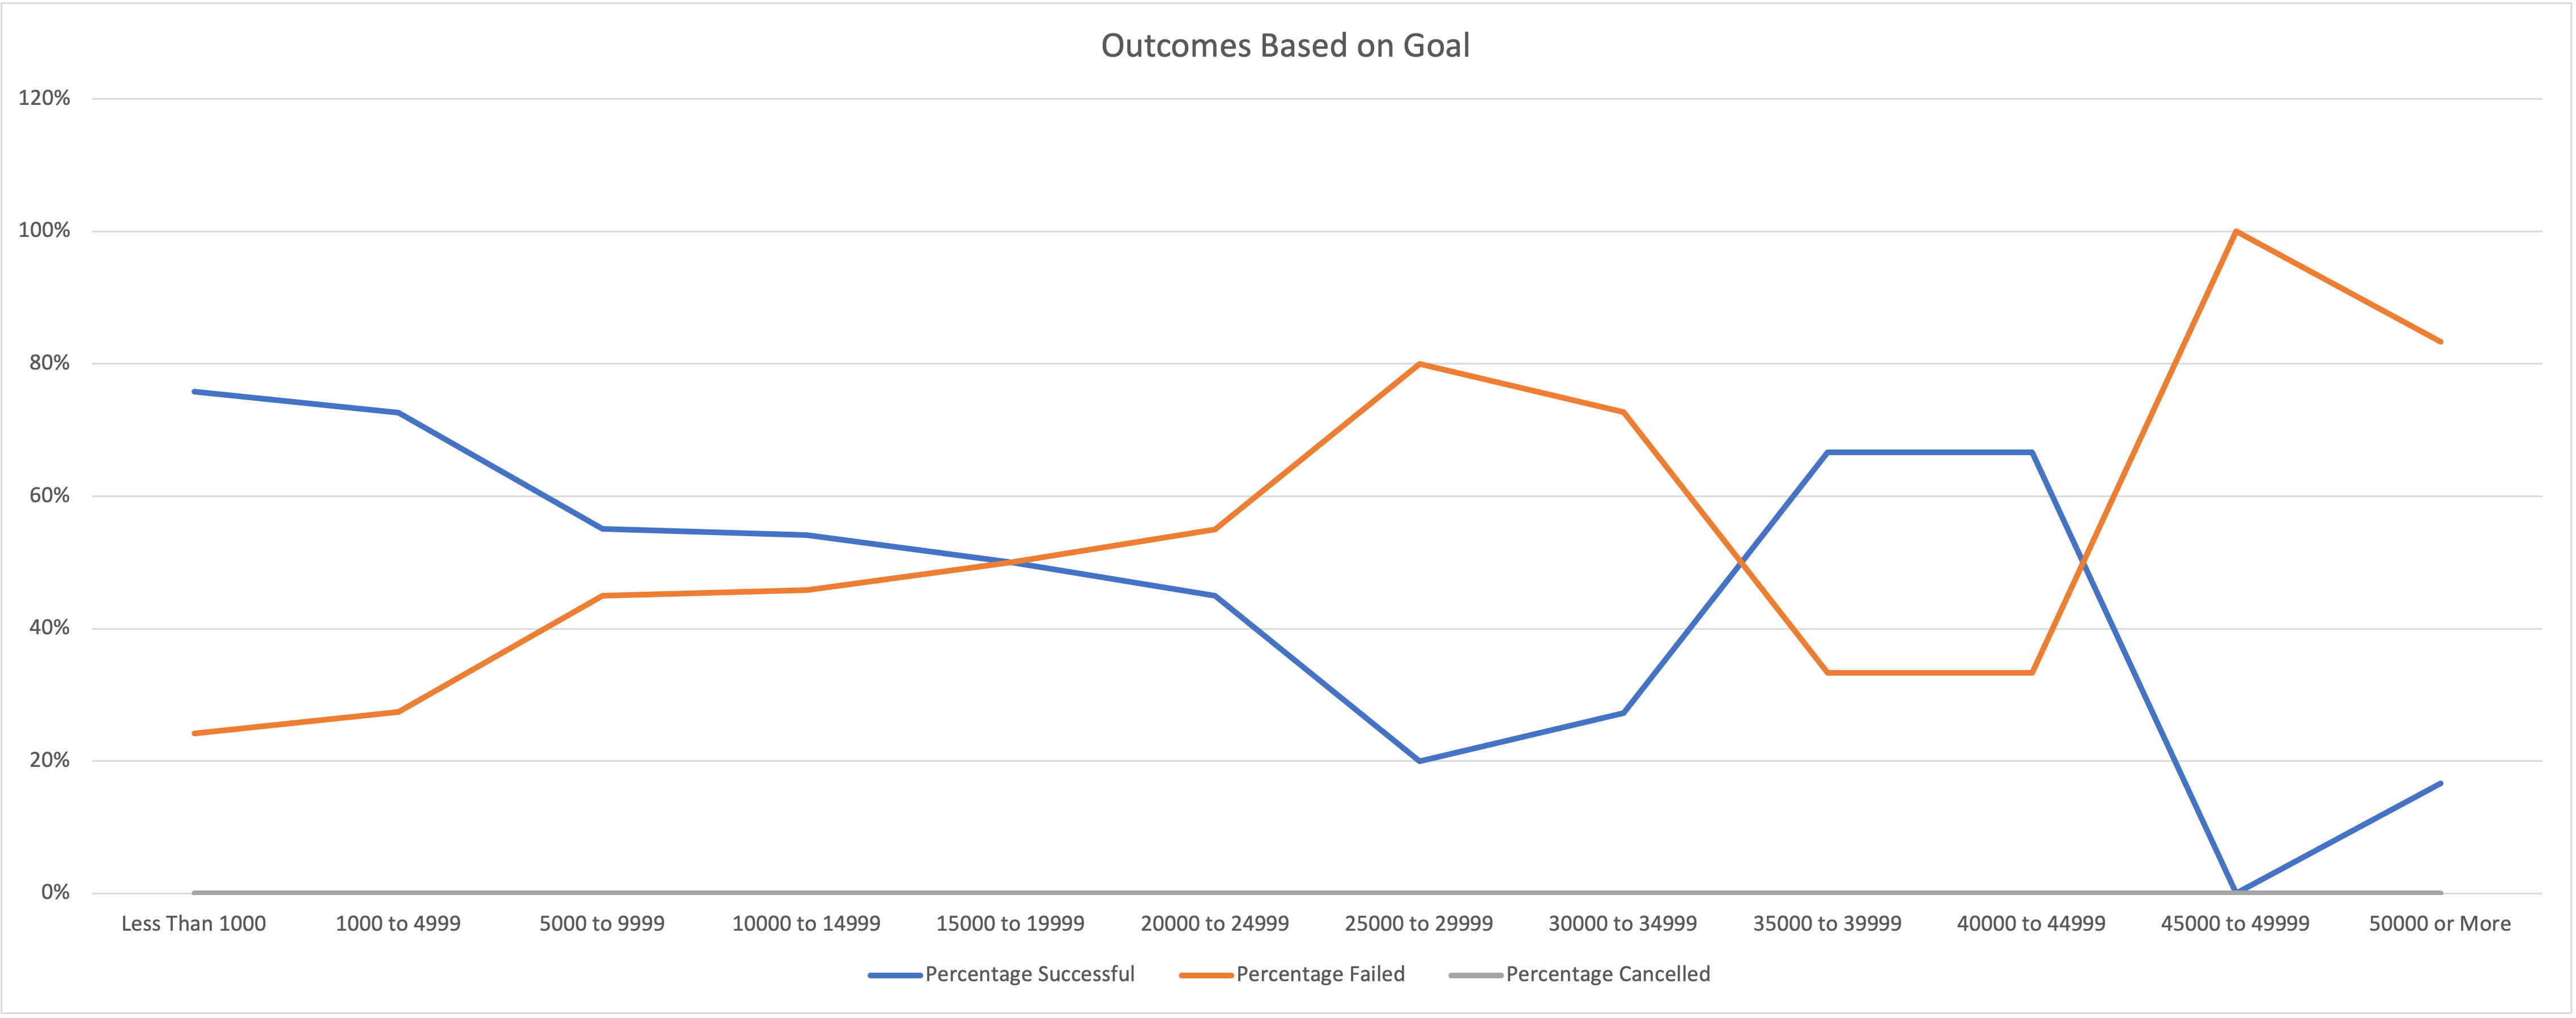 Outcomes Based on Goal
120%
100%
80%
60%
40%
20%
0%
Less Than 1000 1000 to 4999 5000 to 9999 10000 to 14999 15000 to 19999 20000 to 24999 25000 to 29999 30000 to 34999 35000 to 39999 40000 to 44999 45000 to 49999 50000 or More
Percentage Successful Percentage Failed Percentage Cancelled